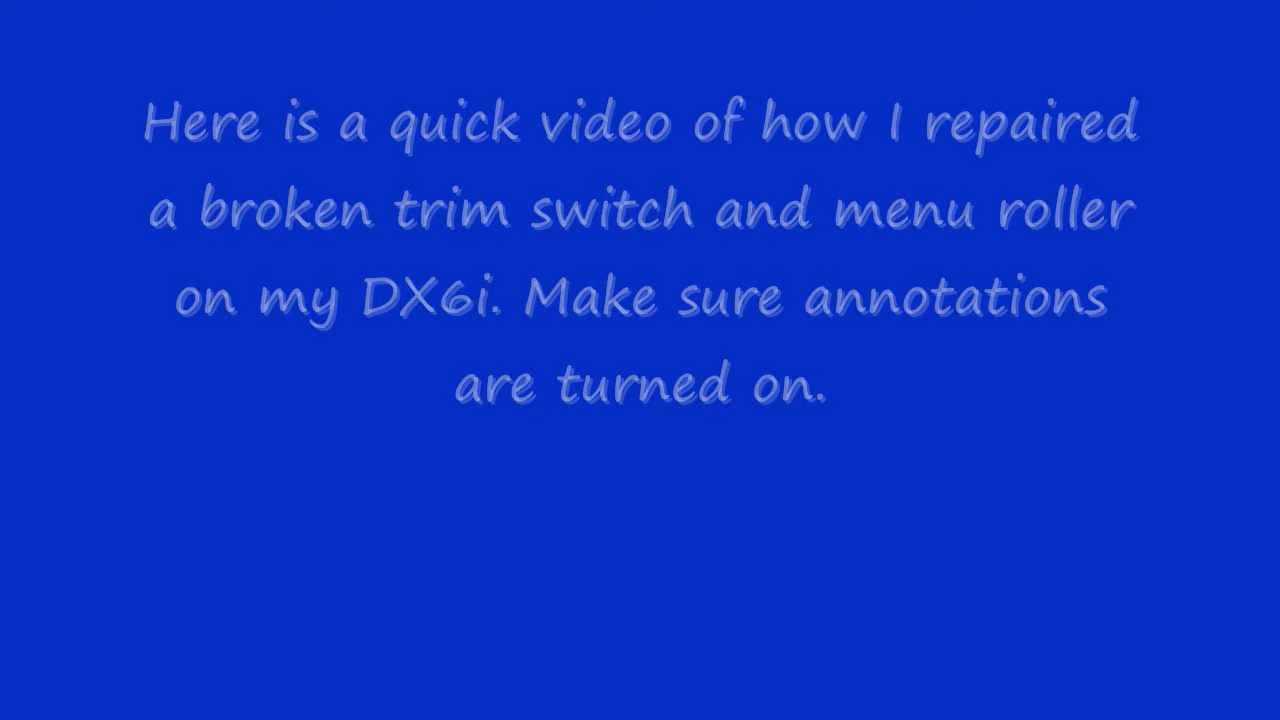 Here is a quick video of how I repaired
a broken trim switch and menu roller
on my DX6i. Make sure annotations
are turned on.